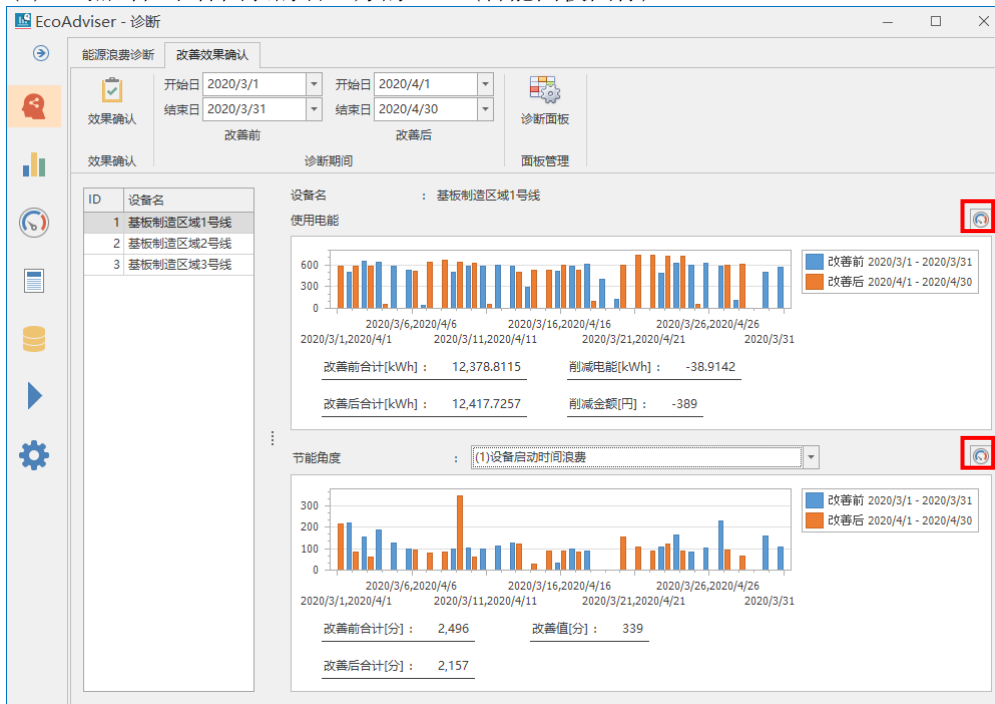 EcoAdviser - 诊断
能源浪费诊断 改善效果确认
开始日 2020/3/1 开始日 2020/4/1
结束日 2020/3/31 结束日 2020/4/30
效果确认 改善前 改善后 诊断面板
效果确认 诊断期间 面板管理
ID 设备名
1 基板制造区域1号线
2 基板制造区域2号线
3 基板制造区域3号线
设备名 : 基板制造区域1号线
使用电能
600
300
0
2020/3/6,2020/4/6 2020/3/16,2020/4/16 2020/3/26,2020/4/26
2020/3/1,2020/4/1 2020/3/11,2020/4/11 2020/3/21,2020/4/21 2020/3/31
改善前 2020/3/1 - 2020/3/31
改善后 2020/4/1 - 2020/4/30
改善前合计[kWh] : 12,378.8115 削减电能[kWh] : -38.9142
改善后合计[kWh] : 12,417.7257 削减金额[円] : -389
节能角度 : (1)设备启动时间浪费
300
200
100
0
2020/3/6,2020/4/6 2020/3/16,2020/4/16 2020/3/26,2020/4/26
2020/3/1,2020/4/1 2020/3/11,2020/4/11 2020/3/21,2020/4/21 2020/3/31
改善前 2020/3/1 - 2020/3/31
改善后 2020/4/1 - 2020/4/30
改善前合计[分] : 2,496 改善值[分] : 339
改善后合计[分] : 2,157